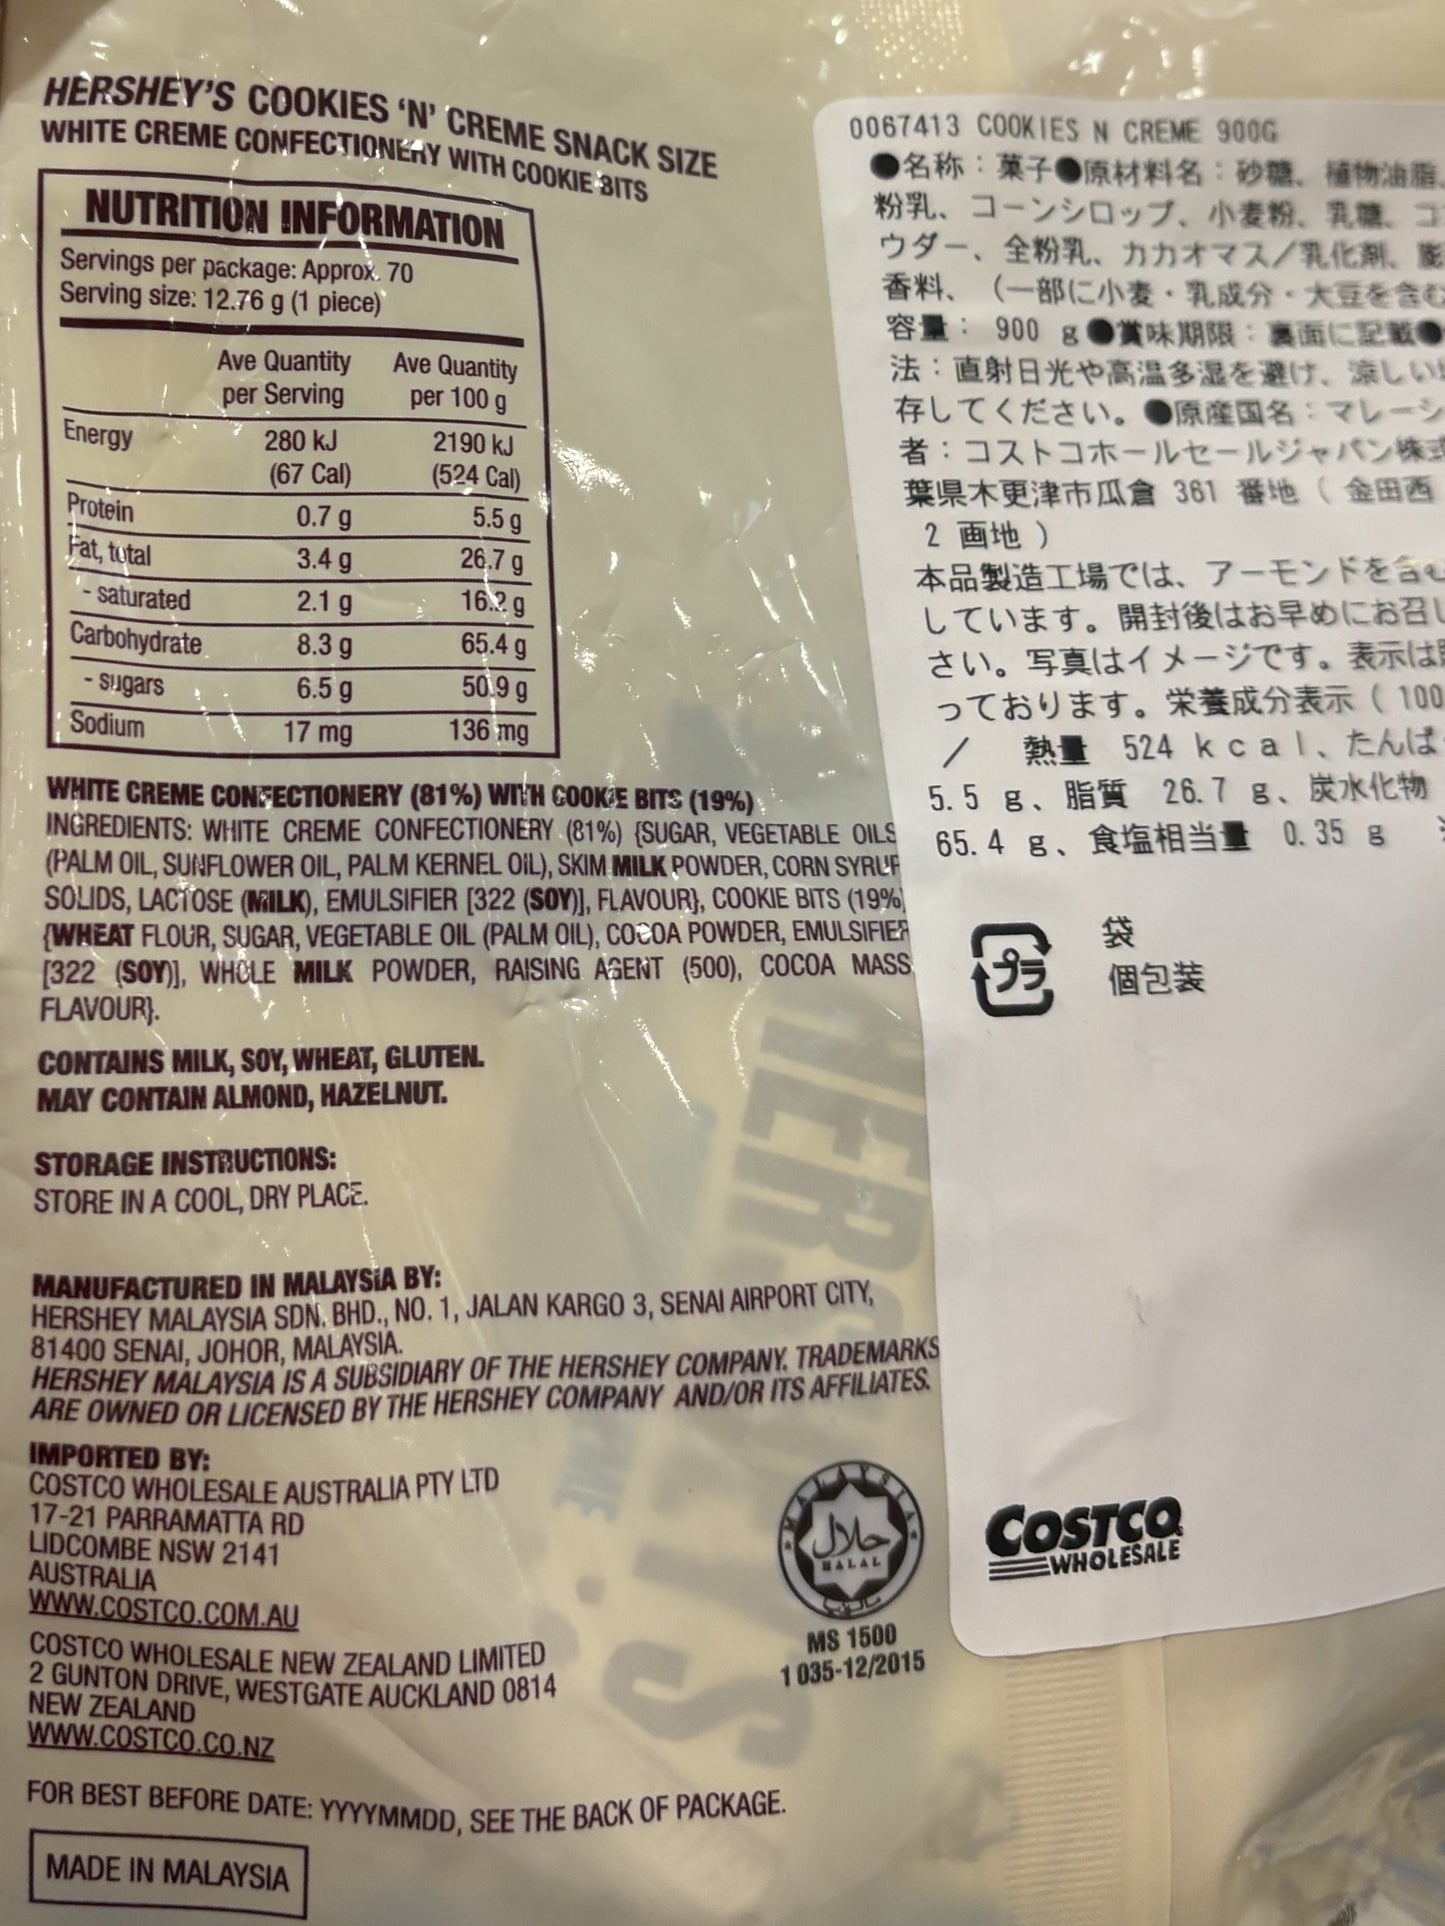 HERSHEY'S COOKIES 'N' CREME SNACK SIZE
WHITE CREME CONFECTIONERY WITH COOKIE BITS
NUTRITION INFORMATION
Servings per package: Approx. 70
Serving size: 12.76 g (1 piece)
Ave Quantity per Serving Ave Quantity per 100 g
Energy 280 kJ 2190 kJ
(67 Cal) (524 Cal)
Protein 0.7 g 5.5 g
Fat, total 3.4 g 26.7 g
- saturated 2.1 g 16.2 g
Carbohydrate 8.3 g 65.4 g
- sugars 6.5 g 50.9 g
Sodium 17 mg 136 mg
WHITE CREME CONFECTIONERY (81%) WITH COOKIE BITS (19%)
INGREDIENTS: WHITE CREME CONFECTIONERY (81%) {SUGAR, VEGETABLE OILS
(PALM OIL, SUNFLOWER OIL, PALM KERNEL OIL), SKIM MILK POWDER, CORN SYRUP
SOLIDS, LACTOSE (MILK), EMULSIFIER [322 (SOY)], FLAVOUR}, COOKIE BITS (19%)
{WHEAT FLOUR, SUGAR, VEGETABLE OIL (PALM OIL), COCOA POWDER, EMULSIFIER
[322 (SOY)], WHOLE MILK POWDER, RAISING AGENT (500), COCOA MASS
FLAVOUR}.
CONTAINS MILK, SOY, WHEAT, GLUTEN.
MAY CONTAIN ALMOND, HAZELNUT.
STORAGE INSTRUCTIONS:
STORE IN A COOL, DRY PLACE.
MANUFACTURED IN MALAYSIA BY:
HERSHEY MALAYSIA SDN. BHD., NO. 1, JALAN KARGO 3, SENAI AIRPORT CITY,
81400 SENAI, JOHOR, MALAYSIA.
HERSHEY MALAYSIA IS A SUBSIDIARY OF THE HERSHEY COMPANY. TRADEMARKS
ARE OWNED OR LICENSED BY THE HERSHEY COMPANY AND/OR ITS AFFILIATES.
IMPORTED BY:
COSTCO WHOLESALE AUSTRALIA PTY LTD
17-21 PARRAMATTA RD
LIDCOMBE NSW 2141
AUSTRALIA
WWW.COSTCO.COM.AU
COSTCO WHOLESALE NEW ZEALAND LIMITED
2 GUNTON DRIVE, WESTGATE AUCKLAND 0814
NEW ZEALAND
WWW.COSTCO.CO.NZ
FOR BEST BEFORE DATE: YYYYMMDD, SEE THE BACK OF PACKAGE.
MADE IN MALAYSIA
MALAYSIA
حلال
HALAL
MS 1500
1 035-12/2015
0067413 COOKIES N CREME 900G
●名称：菓子●原材料名：砂糖、植物油脂、
粉乳、コーンシロップ、小麦粉、乳糖、コ
ウダー、全粉乳、カカオマス／乳化剤、膨
香料、（一部に小麦・乳成分・大豆を含む
容量： 900 g●賞味期限：裏面に記載●
法：直射日光や高温多湿を避け、涼しい
存してください。●原産国名：マレーシ
者：コストコホールセールジャパン株式
葉県木更津市瓜倉 361 番地（ 金田西
2 画地 ）
本品製造工場では、アーモンドを含む
しています。開封後はお早めにお召し
さい。写真はイメージです。表示は
っております。栄養成分表示（ 100
／ 熱量 524 kcal、たんぱ
5.5 g、脂質 26.7 g、炭水化物
65.4 g、食塩相当量 0.35 g
プラ
袋
個包装
COSTCO
WHOLESALE